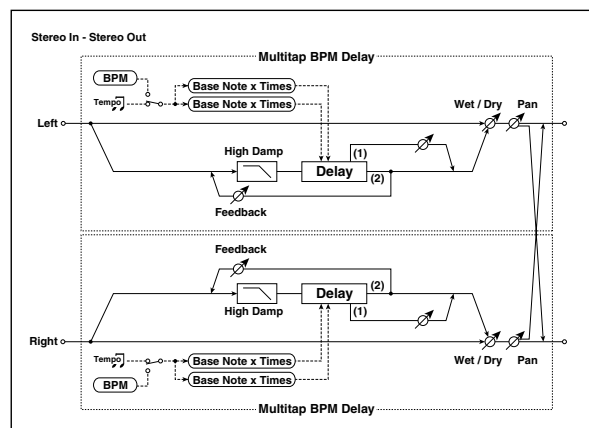 Stereo In - Stereo Out
Multitap BPM Delay
BPM
Base Note x Times
Tempo
Base Note x Times
Wet / Dry Pan
Left
(1)
High Damp
Delay
(2)
Feedback
Feedback
(2)
Delay
High Damp
(1)
Right
Wet / Dry Pan
Tempo
Base Note x Times
BPM
Base Note x Times
Multitap BPM Delay